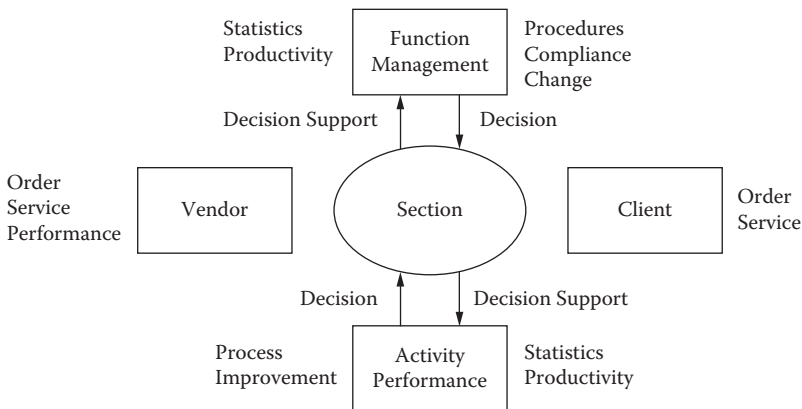 Statistics
Productivity
Function
Management
Procedures
Compliance
Change
Decision Support
Decision
Order
Service
Performance
Vendor
Section
Client
Order
Service
Decision
Decision Support
Process
Improvement
Activity
Performance
Statistics
Productivity